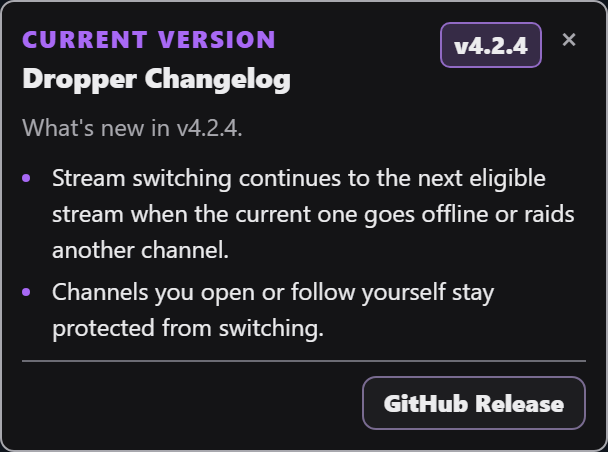 CURRENT VERSION
v4.2.4
×
Dropper Changelog
What's new in v4.2.4.
• Stream switching continues to the next eligible
stream when the current one goes offline or raids
another channel.
• Channels you open or follow yourself stay
protected from switching.
GitHub Release